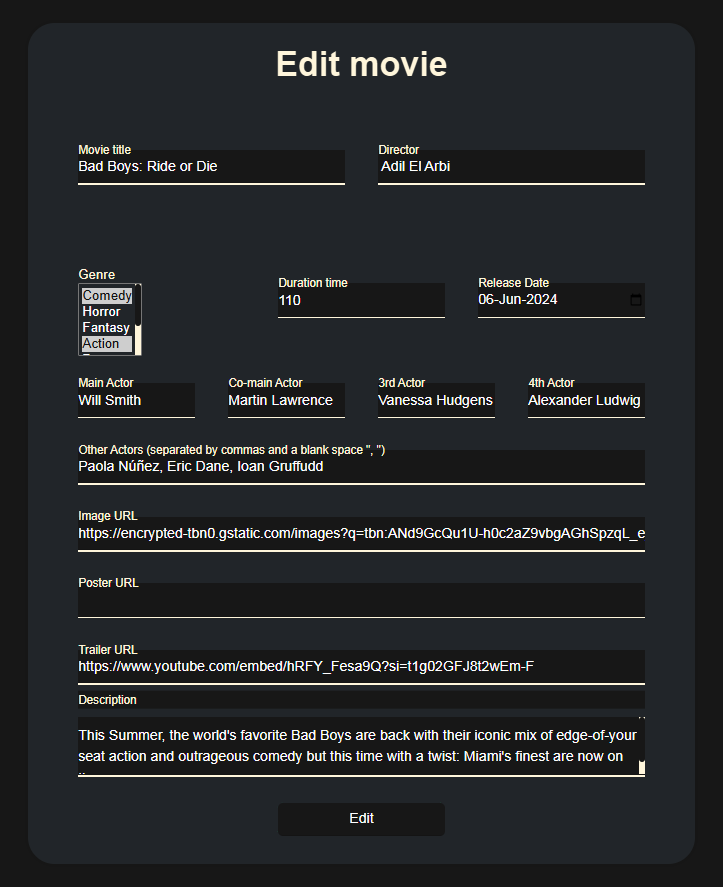 Edit movie
Movie title
Director
Bad Boys: Ride or Die
Adil El Arbi
Genre
Comedy
Horror
Fantasy
Action
Duration time
110
Release Date
06-Jun-2024
Main Actor
Co-main Actor
3rd Actor
4th Actor
Will Smith
Martin Lawrence
Vanessa Hudgens
Alexander Ludwig
Other Actors (separated by commas and a blank space ", ")
Paola Núñez, Eric Dane, Ioan Gruffudd
Image URL
https://encrypted-tbn0.gstatic.com/images?q=tbn:ANd9GcQu1U-h0c2aZ9vbgAGhSpzqL_e
Poster URL
Trailer URL
https://www.youtube.com/embed/hRFY_Fesa9Q?si=t1g02GFJ8t2wEm-F
Description
This Summer, the world's favorite Bad Boys are back with their iconic mix of edge-of-your
seat action and outrageous comedy but this time with a twist: Miami's finest are now on
Edit